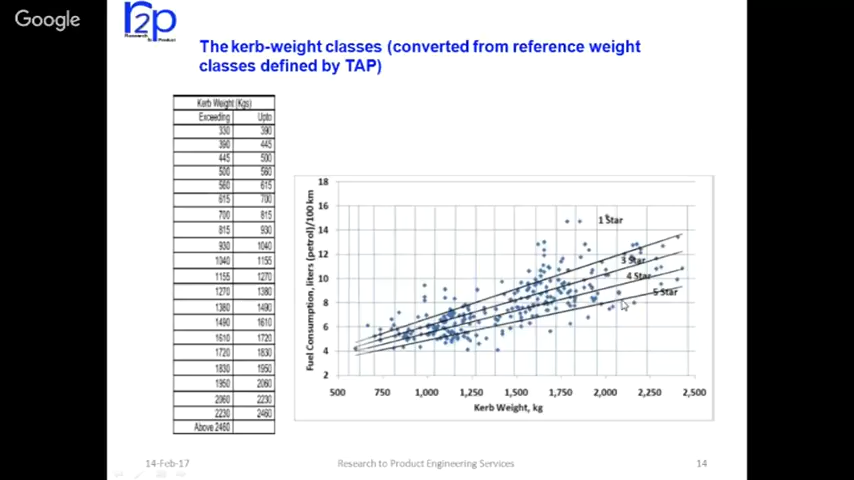 Google
r2p
Research
to Product
The kerb-weight classes (converted from reference weight
classes defined by TAP)
Kerb Weight (Kgs)
Exceeding Upto
330 390
390 445
445 500
500 560
560 615
615 700
700 815
815 930
930 1040
1040 1155
1155 1270
1270 1380
1380 1490
1490 1610
1610 1720
1720 1830
1830 1950
1950 2060
2060 2230
2230 2460
Above 2460
Fuel Consumption, liters (petrol)/100 km
18
16
14
12
10
8
6
4
2
1 Star
3 Star
4 Star
5 Star
500 750 1,000 1,250 1,500 1,750 2,000 2,250 2,500
Kerb Weight, kg
14-Feb-17 Research to Product Engineering Services 14